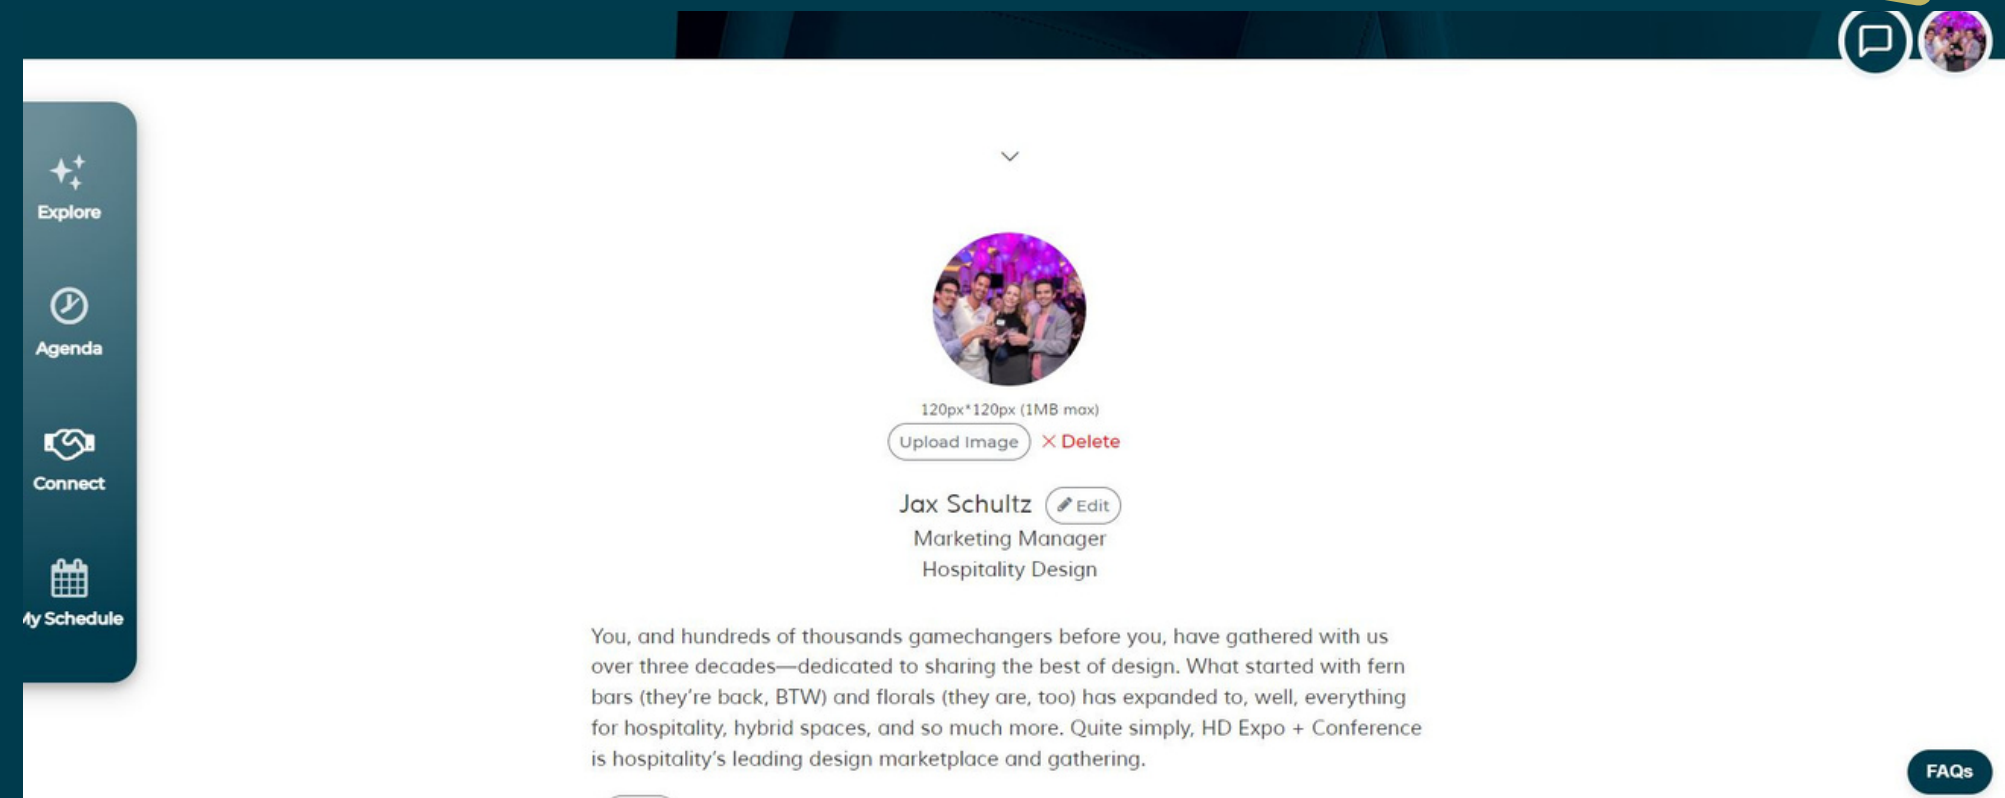 Explore
Agenda
Connect
My Schedule
120px*120px (1MB max)
Upload Image
Delete
Jax Schultz
Edit
Marketing Manager
Hospitality Design
You, and hundreds of thousands gamechangers before you, have gathered with us
over three decades—dedicated to sharing the best of design. What started with fern
bars (they're back, BTW) and florals (they are, too) has expanded to, well, everything
for hospitality, hybrid spaces, and so much more. Quite simply, HD Expo + Conference
is hospitality's leading design marketplace and gathering.
FAQs